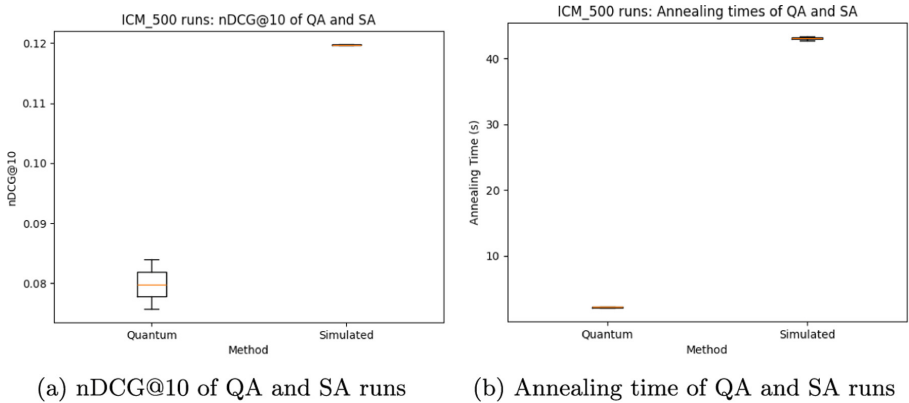 ICM_500 runs: nDCG@10 of QA and SA
0.12
0.11
0.10
0.09
0.08
nDCG@10
Quantum
Simulated
Method
(a) nDCG@10 of QA and SA runs
ICM_500 runs: Annealing times of QA and SA
40
30
20
10
Annealing Time (s)
Quantum
Simulated
Method
(b) Annealing time of QA and SA runs